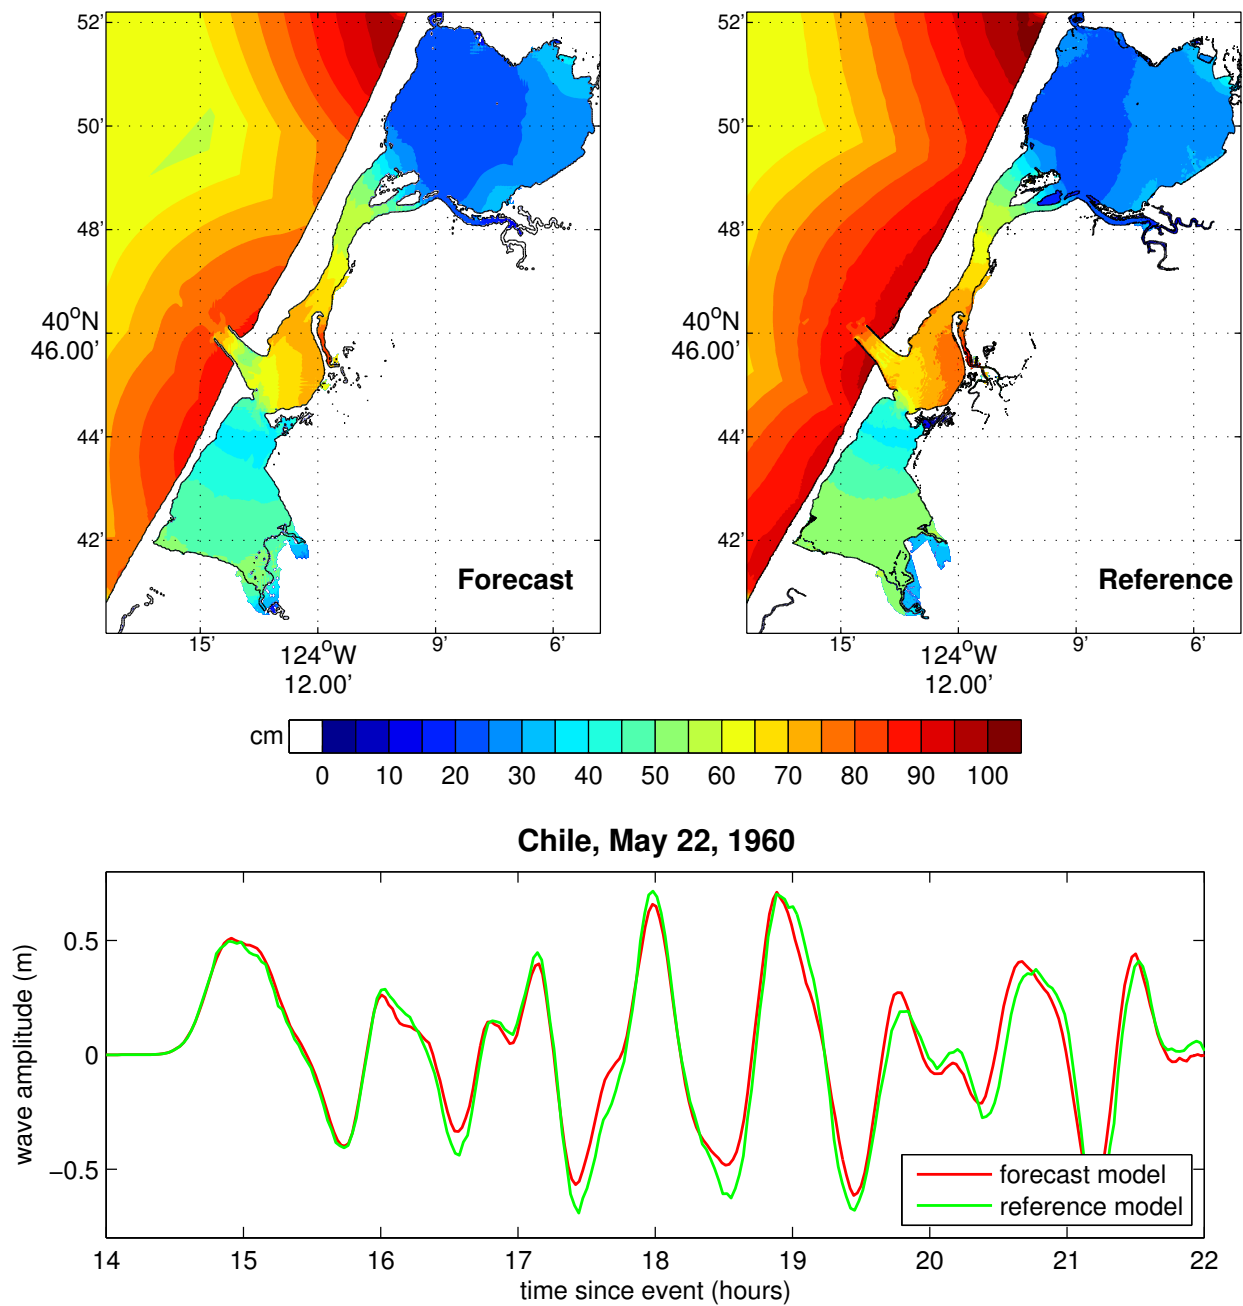 52'
50'
48'
40°N
46.00'
44'
42'
15'
124°W
12.00'
9'
6'
Forecast
52'
50'
48'
40°N
46.00'
44'
42'
15'
124°W
12.00'
9'
6'
Reference
cm
0 10 20 30 40 50 60 70 80 90 100
Chile, May 22, 1960
wave amplitude (m)
0.5
0
−0.5
14 15 16 17 18 19 20 21 22
time since event (hours)
forecast model
reference model